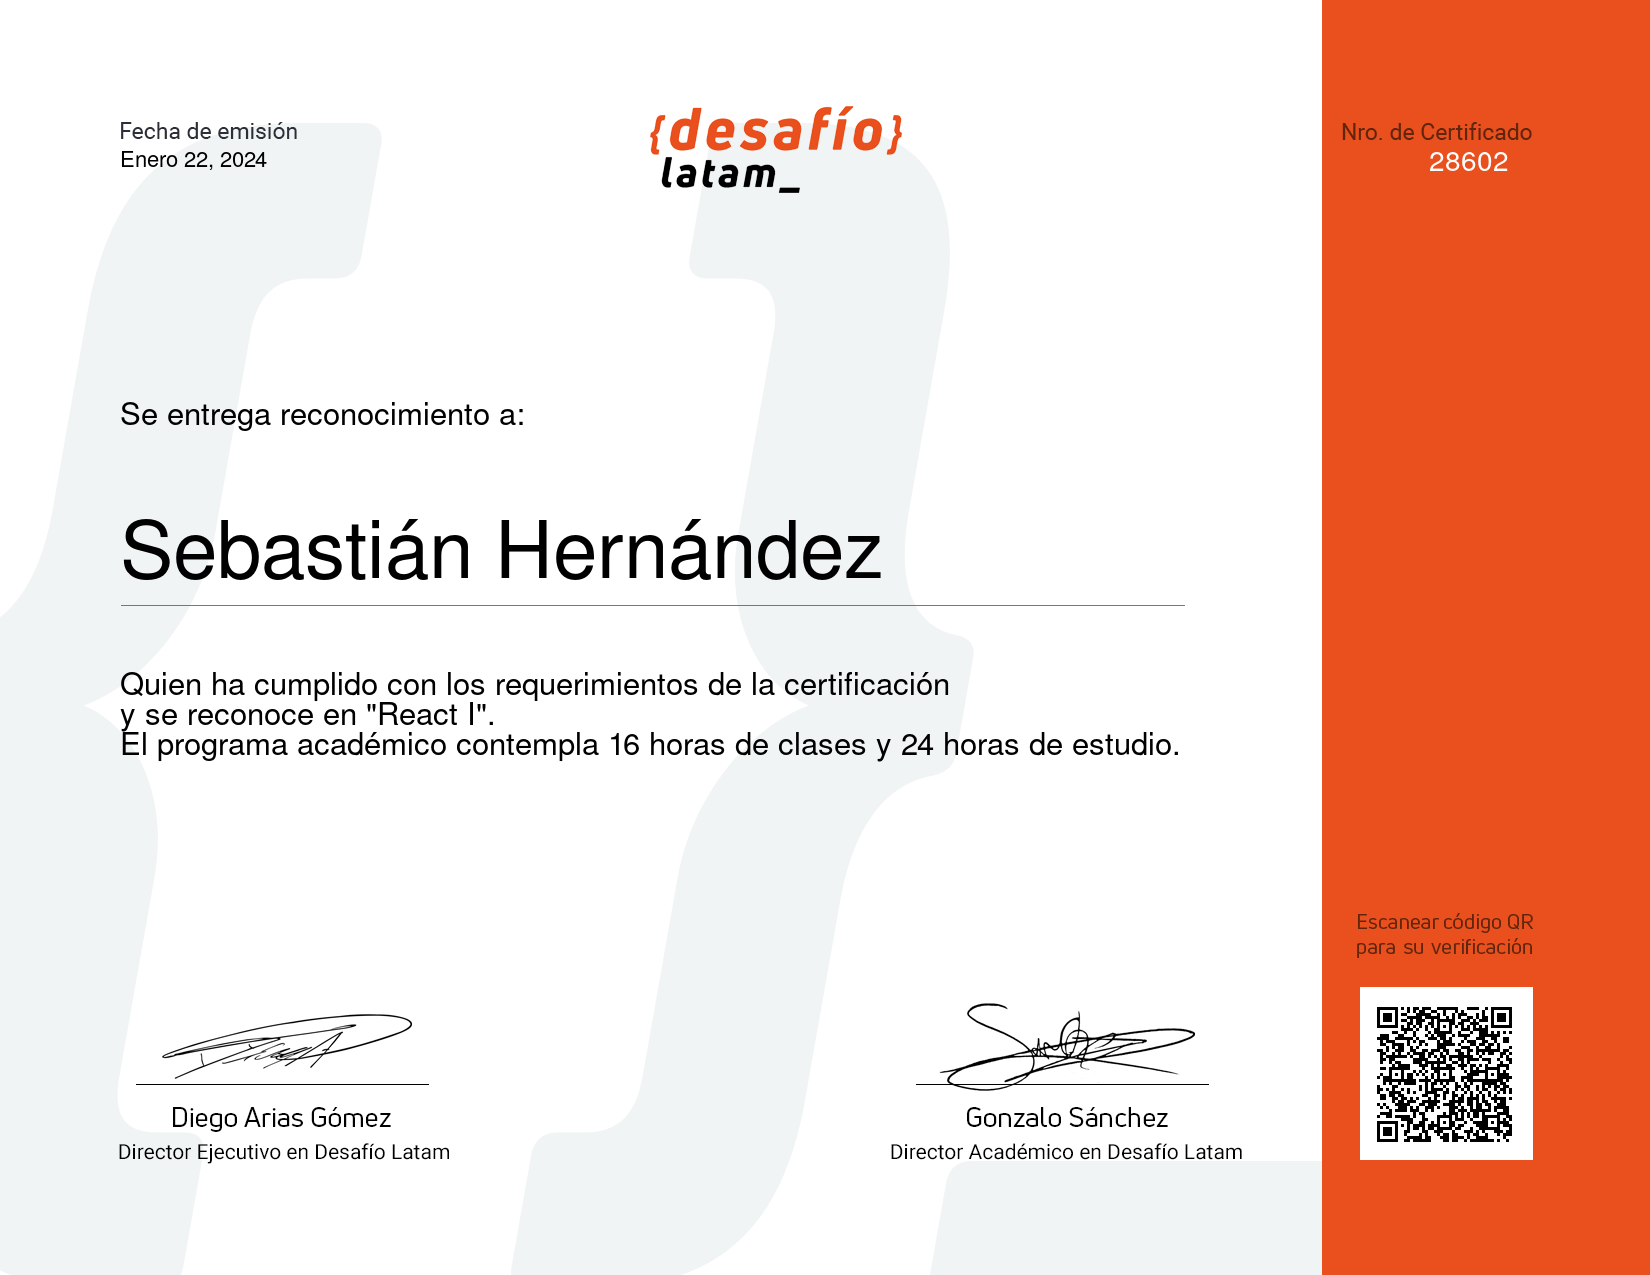 Fecha de emisión
Enero 22, 2024
{desafío}
latam_
Nro. de Certificado
28602
Se entrega reconocimiento a:
Sebastián Hernández
Quien ha cumplido con los requerimientos de la certificación
y se reconoce en "React I".
El programa académico contempla 16 horas de clases y 24 horas de estudio.
Escanear código QR
para su verificación
Diego Arias Gómez
Director Ejecutivo en Desafío Latam
Gonzalo Sánchez
Director Académico en Desafío Latam